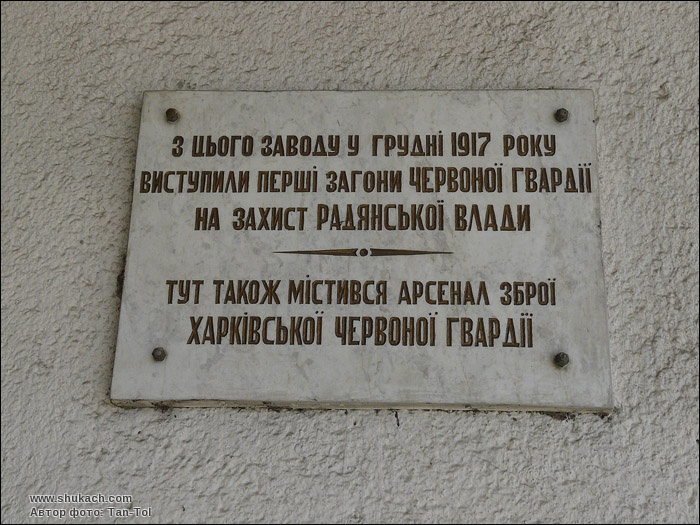 З ЦЬОГО ЗАВОДУ У ГРУДНІ 1917 РОКУ
ВИСТУПИЛИ ПЕРШІ ЗАГОНИ ЧЕРВОНОЇ ГВАРДІЇ
НА ЗАХИСТ РАДЯНСЬКОЇ ВЛАДИ
ТУТ ТАКОЖ МІСТИВСЯ АРСЕНАЛ ЗБРОЇ
ХАРКІВСЬКОЇ ЧЕРВОНОЇ ГВАРДІЇ
www.shukach.com
Автор фото: Tan-Tol